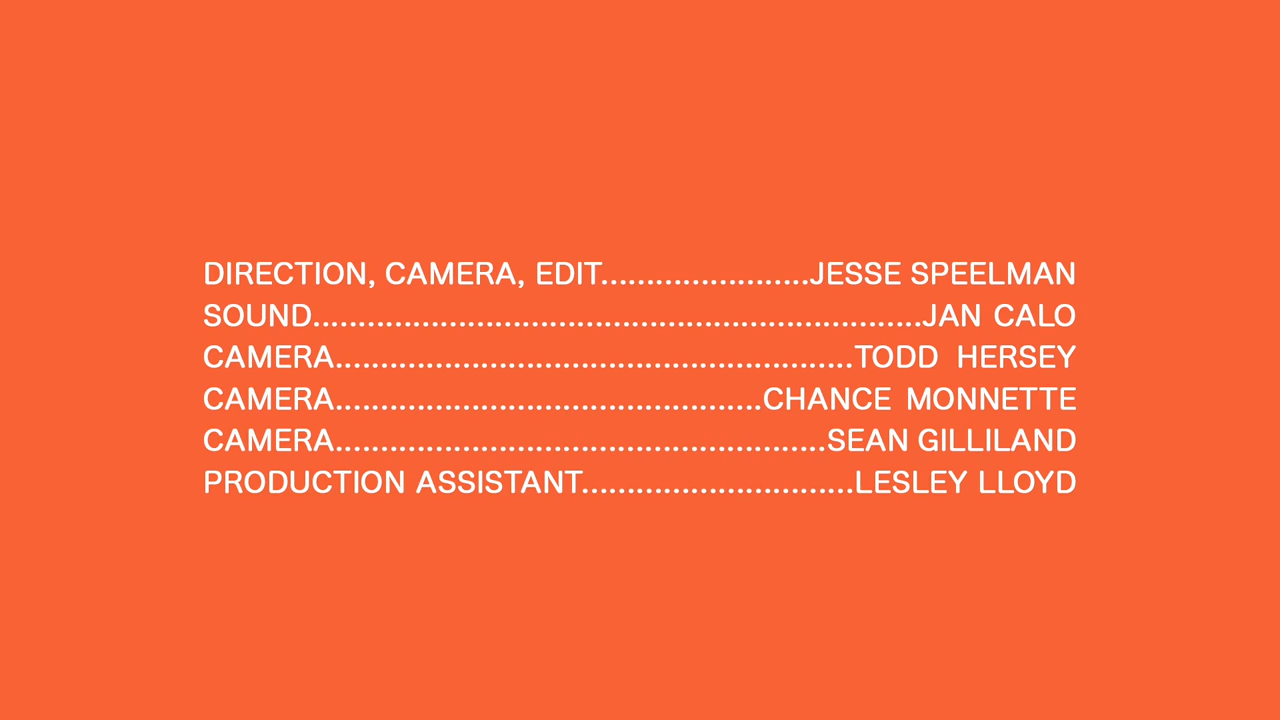 DIRECTION, CAMERA, EDIT.......................JESSE SPEELMAN
SOUND...................................................................JAN CALO
CAMERA.........................................................TODD HERSEY
CAMERA...............................................CHANCE MONNETTE
CAMERA......................................................SEAN GILLILAND
PRODUCTION ASSISTANT..............................LESLEY LLOYD